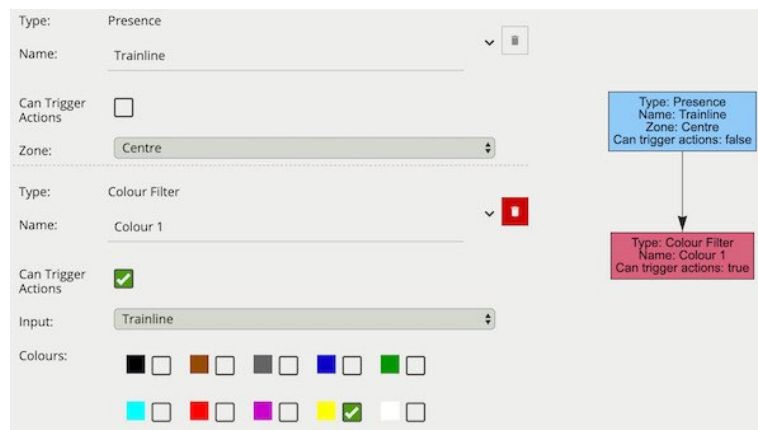 Type: Presence
Name: Trainline
Can Trigger
Actions
Zone: Centre
Type: Colour Filter
Name: Colour 1
Can Trigger
Actions
Input: Trainline
Colours:
Type: Presence
Name: Trainline
Zone: Centre
Can trigger actions: false
Type: Colour Filter
Name: Colour 1
Can trigger actions: true